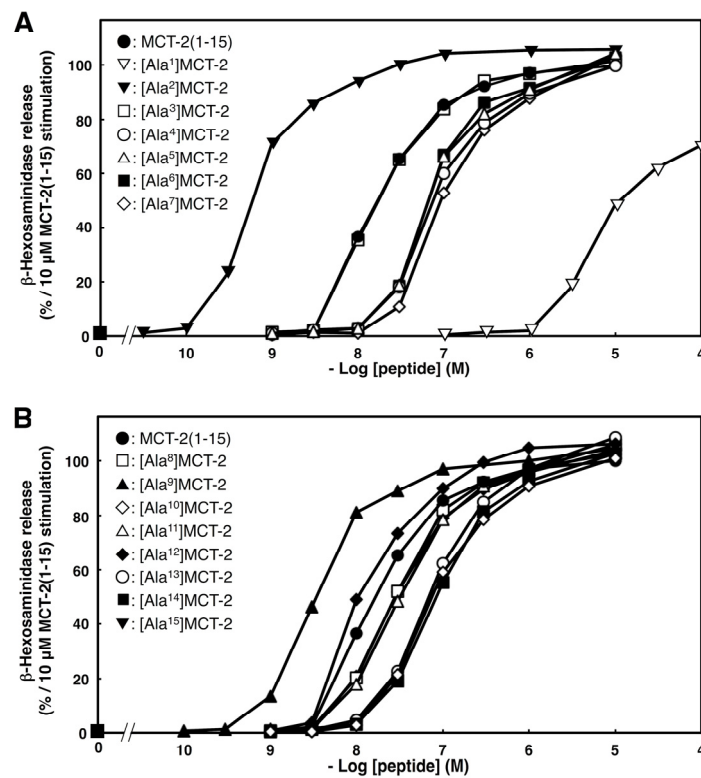 A
●: MCT-2(1-15)
▽: [Ala¹]MCT-2
▼: [Ala²]MCT-2
□: [Ala³]MCT-2
○: [Ala⁴]MCT-2
△: [Ala⁵]MCT-2
■: [Ala⁶]MCT-2
◇: [Ala⁷]MCT-2
β-Hexosaminidase release
(% / 10 μM MCT-2(1-15) stimulation)
100
80
60
40
20
0
0 // 10 9 8 7 6 5 4
- Log [peptide] (M)
B
●: MCT-2(1-15)
□: [Ala⁸]MCT-2
▲: [Ala⁹]MCT-2
◇: [Ala¹⁰]MCT-2
△: [Ala¹¹]MCT-2
◆: [Ala¹²]MCT-2
○: [Ala¹³]MCT-2
■: [Ala¹⁴]MCT-2
▼: [Ala¹⁵]MCT-2
β-Hexosaminidase release
(% / 10 μM MCT-2(1-15) stimulation)
100
80
60
40
20
0
0 // 10 9 8 7 6 5 4
- Log [peptide] (M)